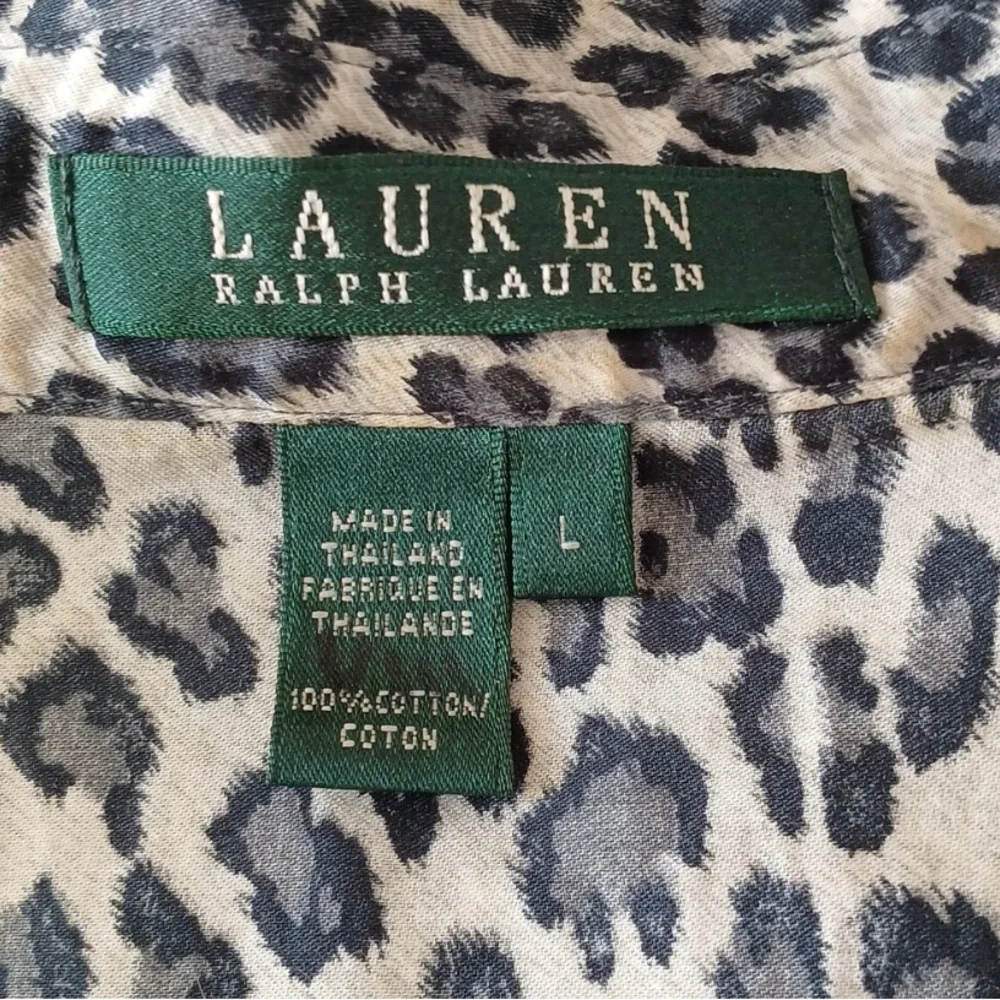 LAUREN
RALPH LAUREN
MADE IN
THAILAND
FABRIQUE EN
THAILANDE
100%COTTON/
COTON
L